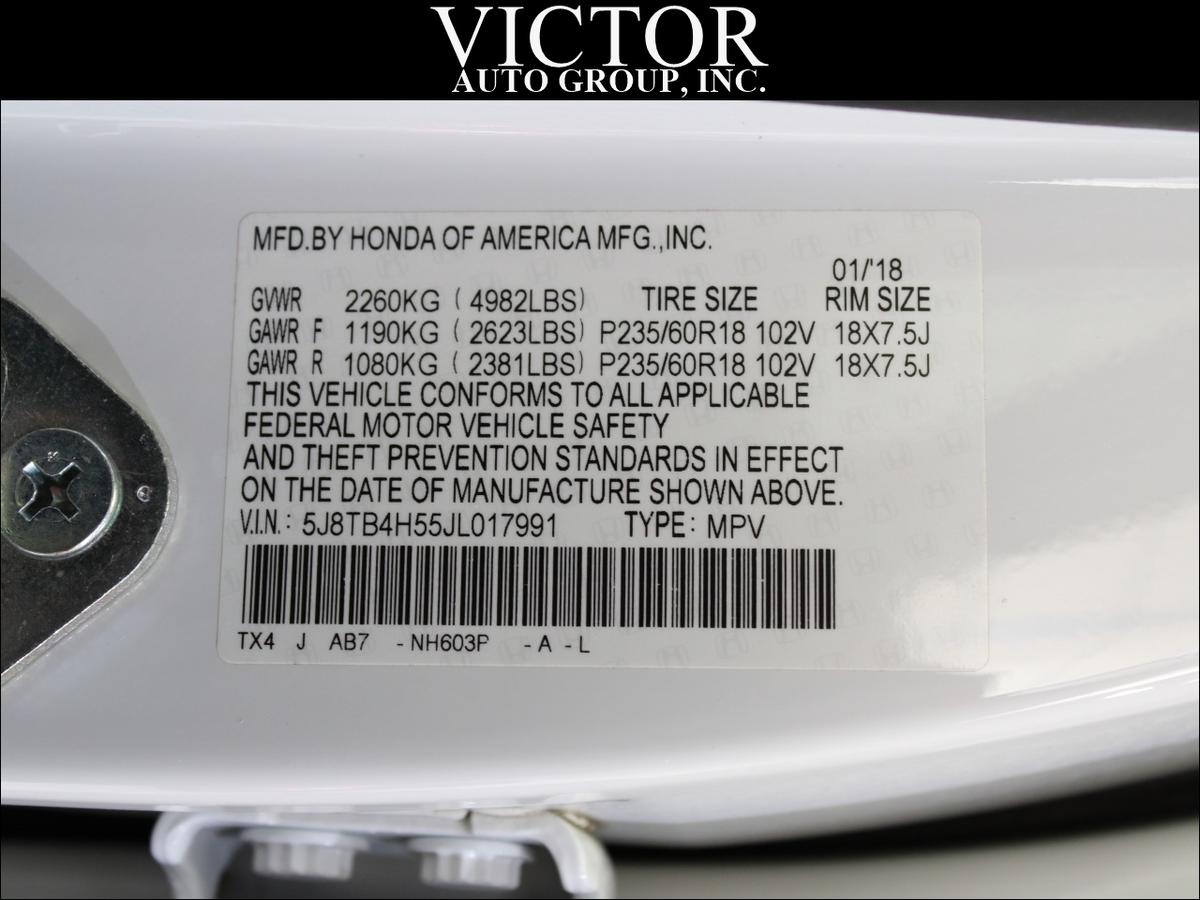 VICTOR
AUTO GROUP, INC.
MFD.BY HONDA OF AMERICA MFG.,INC.
01/'18
GVWR 2260KG ( 4982LBS) TIRE SIZE RIM SIZE
GAWR F 1190KG ( 2623LBS) P235/60R18 102V 18X7.5J
GAWR R 1080KG ( 2381LBS) P235/60R18 102V 18X7.5J
THIS VEHICLE CONFORMS TO ALL APPLICABLE
FEDERAL MOTOR VEHICLE SAFETY
AND THEFT PREVENTION STANDARDS IN EFFECT
ON THE DATE OF MANUFACTURE SHOWN ABOVE.
V.I.N.: 5J8TB4H55JL017991 TYPE: MPV
TX4 J AB7 -NH603P -A -L